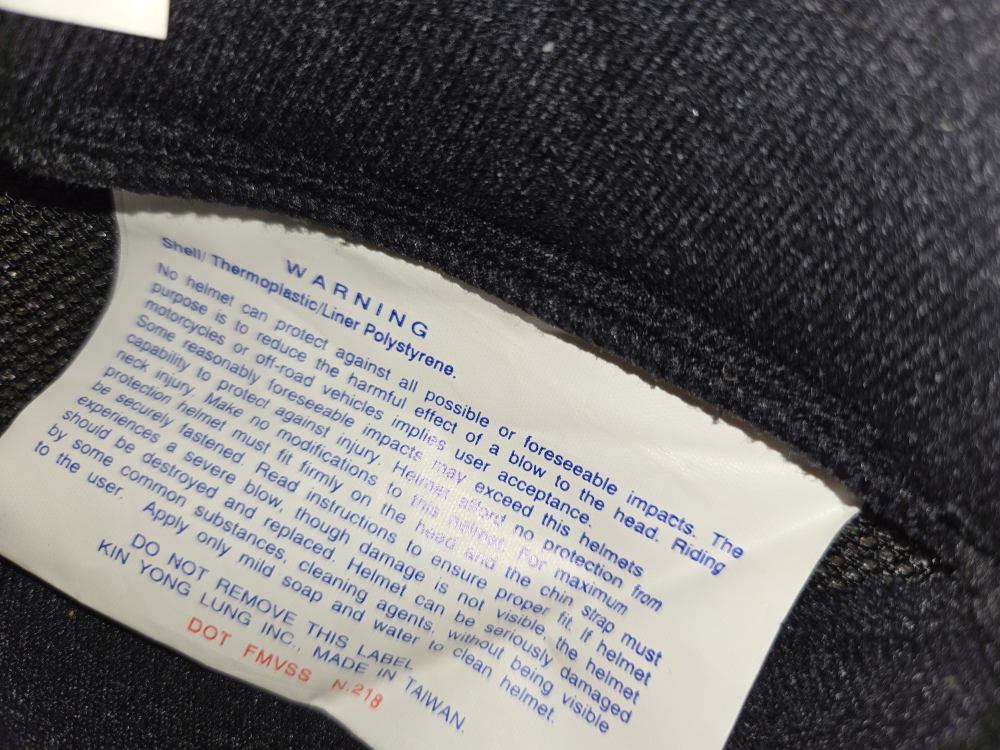 WARNING
Shell/ Thermoplastic/Liner Polystyrene.
No helmet can protect against all possible or foreseeable impacts. The
purpose is to reduce the harmful effect of a blow to the head. Riding
motorcycles or off-road vehicles implies user acceptance.
Some reasonably foreseeable impacts may exceed this helmets
capability to protect against injury. Helmet afford no protection from
neck injury. Make no modifications to this helmet. For maximum
protection helmet must fit firmly on the head and the chin strap must
be securely fastened. Read instructions to ensure proper fit. If helmet
experiences a severe blow, though damage is not visible, the helmet
should be destroyed and replaced. Helmet can be seriously damaged
by some common substances, cleaning agents, without being visible
to the user. Apply only mild soap and water to clean helmet.
DO NOT REMOVE THIS LABEL
KIN YONG LUNG INC., MADE IN TAIWAN.
DOT FMVSS N.218